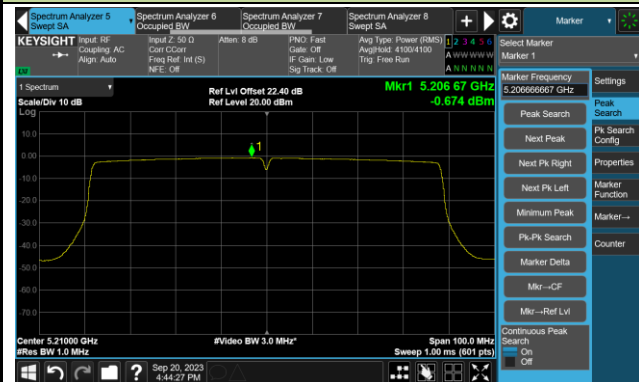 Spectrum Analyzer 5
Swept SA
Spectrum Analyzer 6
Occupied BW
Spectrum Analyzer 7
Occupied BW
Spectrum Analyzer 8
Swept SA
Marker
KEYSIGHT
Input: RF
Coupling: AC
Align: Auto
Input Z: 50 Ω
Corr CCorr
Freq Ref: Int (S)
NFE: Off
Atten: 8 dB
PNO: Fast
Gate: Off
IF Gain: Low
Sig Track: Off
Avg Type: Power (RMS)
Avg|Hold: 4100/4100
Trig: Free Run
1 2 3 4 5 6
A W W W W W
A N N N N N
Select Marker
Marker 1
LXI
1 Spectrum
Scale/Div 10 dB
Log
Ref Lvl Offset 22.40 dB
Ref Level 20.00 dBm
Mkr1 5.206 67 GHz
-0.674 dBm
10.0
0.00
-10.0
-20.0
-30.0
-40.0
-50.0
-60.0
-70.0
1
Center 5.21000 GHz
#Res BW 1.0 MHz
#Video BW 3.0 MHz*
Span 100.0 MHz
Sweep 1.00 ms (601 pts)
Marker Frequency
5.206666667 GHz
Peak Search
Next Peak
Next Pk Right
Next Pk Left
Minimum Peak
Pk-Pk Search
Marker Delta
Mkr→CF
Mkr→Ref Lvl
Continuous Peak
Search
On
Off
Settings
Peak
Search
Pk Search
Config
Properties
Marker
Function
Marker→
Counter
Sep 20, 2023
4:44:27 PM